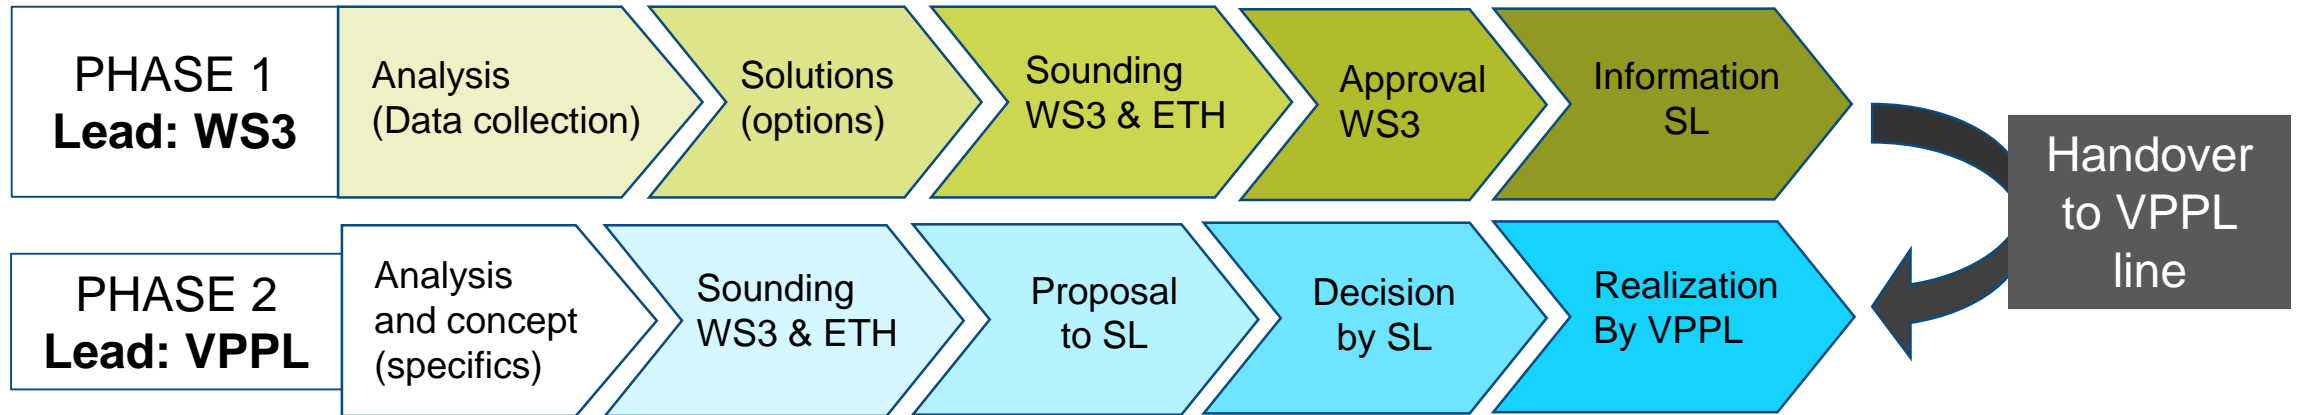 PHASE 1
Lead: WS3
Analysis
(Data collection)
Solutions
(options)
Sounding
WS3 & ETH
Approval
WS3
Information
SL
Handover
to VPPL
line
PHASE 2
Lead: VPPL
Analysis
and concept
(specifics)
Sounding
WS3 & ETH
Proposal
to SL
Decision
by SL
Realization
By VPPL